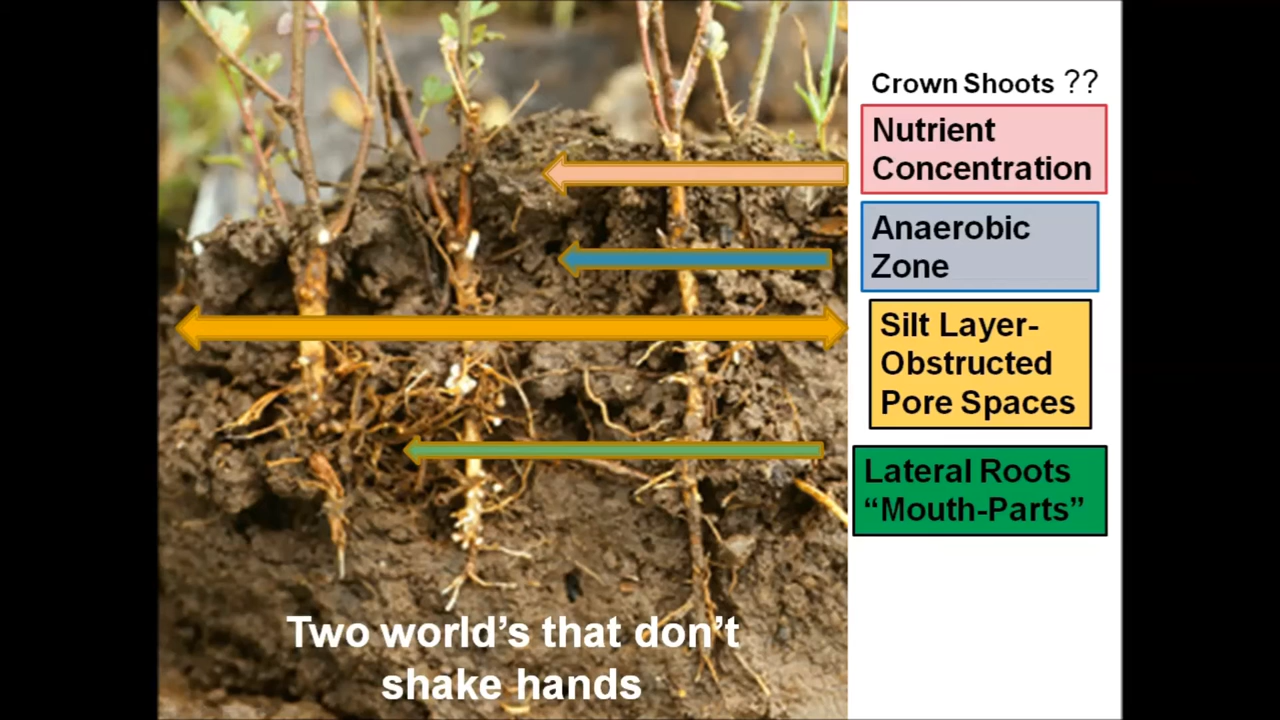 Crown Shoots ??
Nutrient
Concentration
Anaerobic
Zone
Silt Layer-
Obstructed
Pore Spaces
Lateral Roots
“Mouth-Parts”
Two world’s that don’t
shake hands